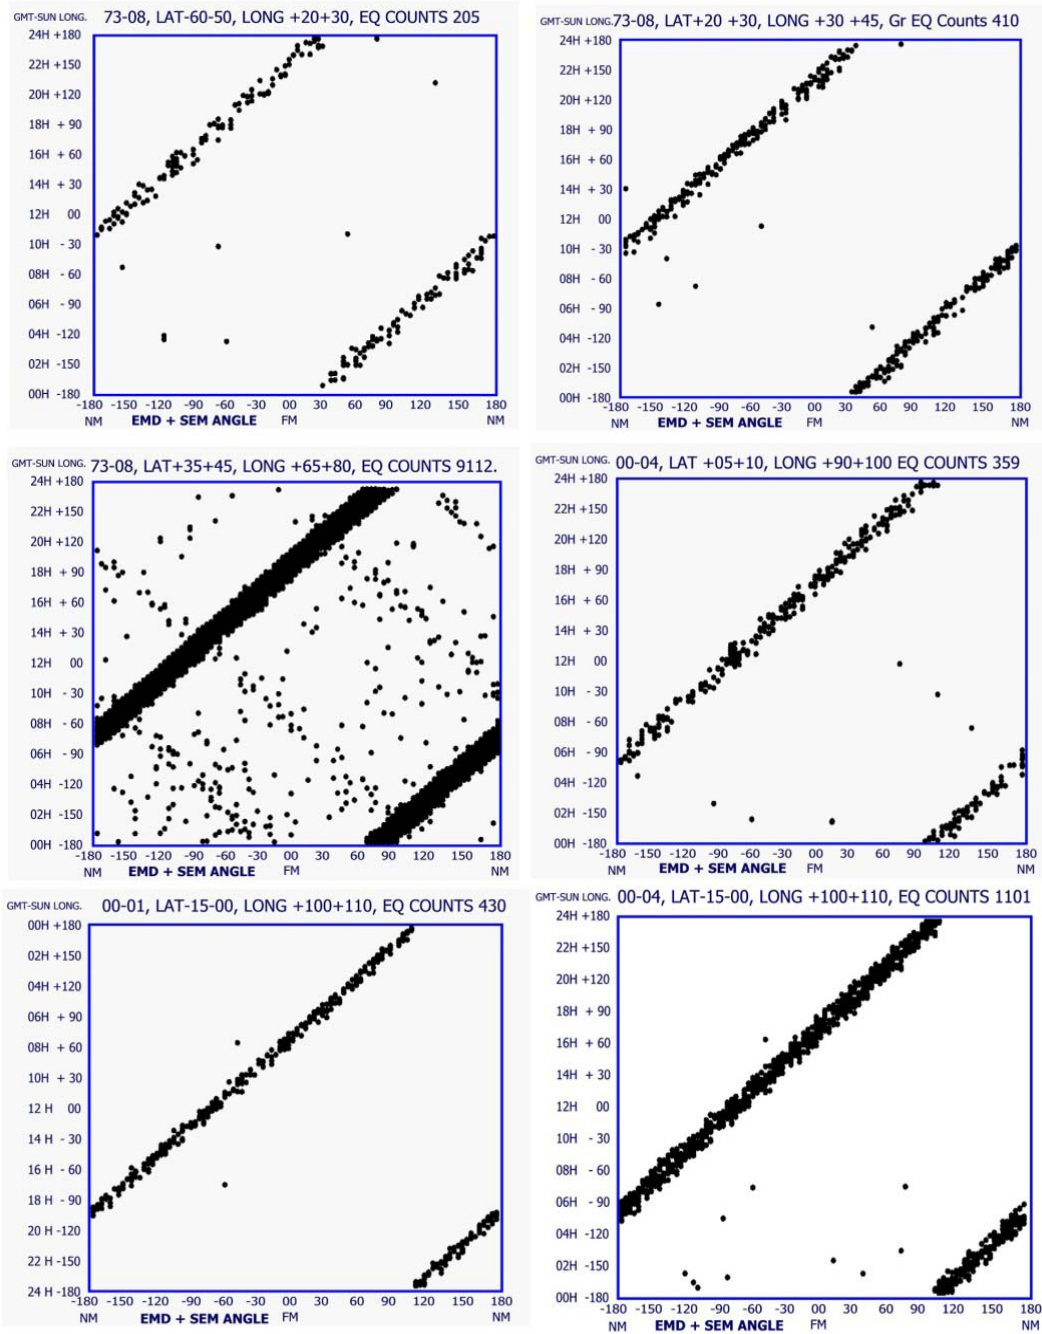 GMT-SUN LONG. 73-08, LAT-60-50, LONG +20+30, EQ COUNTS 205
24H +180
22H +150
20H +120
18H + 90
16H + 60
14H + 30
12H 00
10H - 30
08H - 60
06H - 90
04H -120
02H -150
00H -180
-180 -150 -120 -90 -60 -30 00 30 60 90 120 150 180
NM EMD + SEM ANGLE FM NM
GMT-SUN LONG. 73-08, LAT+20 +30, LONG +30 +45, Gr EQ Counts 410
24H +180
22H +150
20H +120
18H + 90
16H + 60
14H + 30
12H 00
10H - 30
08H - 60
06H - 90
04H -120
02H -150
00H -180
-180 -150 -120 -90 -60 -30 00 30 60 90 120 150 180
NM EMD + SEM ANGLE FM NM
GMT-SUN LONG. 73-08, LAT+35+45, LONG +65+80, EQ COUNTS 9112.
24H +180
22H +150
20H +120
18H + 90
16H + 60
14H + 30
12H 00
10H - 30
08H - 60
06H - 90
04H -120
02H -150
00H -180
-180 -150 -120 -90 -60 -30 00 30 60 90 120 150 180
NM EMD + SEM ANGLE FM NM
GMT-SUN LONG. 00-04, LAT +05+10, LONG +90+100 EQ COUNTS 359
24H +180
22H +150
20H +120
18H + 90
16H + 60
14H + 30
12H 00
10H - 30
08H - 60
06H - 90
04H -120
02H -150
00H -180
-180 -150 -120 -90 -60 -30 00 30 60 90 120 150 180
NM EMD + SEM ANGLE FM NM
GMT-SUN LONG. 00-01, LAT-15-00, LONG +100+110, EQ COUNTS 430
00H +180
02H +150
04H +120
06H + 90
08H + 60
10H + 30
12 H 00
14 H - 30
16 H - 60
18 H - 90
20 H -120
22 H -150
24 H -180
-180 -150 -120 -90 -60 -30 00 30 60 90 120 150 180
NM EMD + SEM ANGLE FM NM
GMT-SUN LONG. 00-04, LAT-15-00, LONG +100+110, EQ COUNTS 1101
24H +180
22H +150
20H +120
18H + 90
16H + 60
14H + 30
12H 00
10H - 30
08H - 60
06H - 90
04H -120
02H -150
00H -180
-180 -150 -120 -90 -60 -30 00 30 60 90 120 150 180
NM EMD + SEM ANGLE FM NM